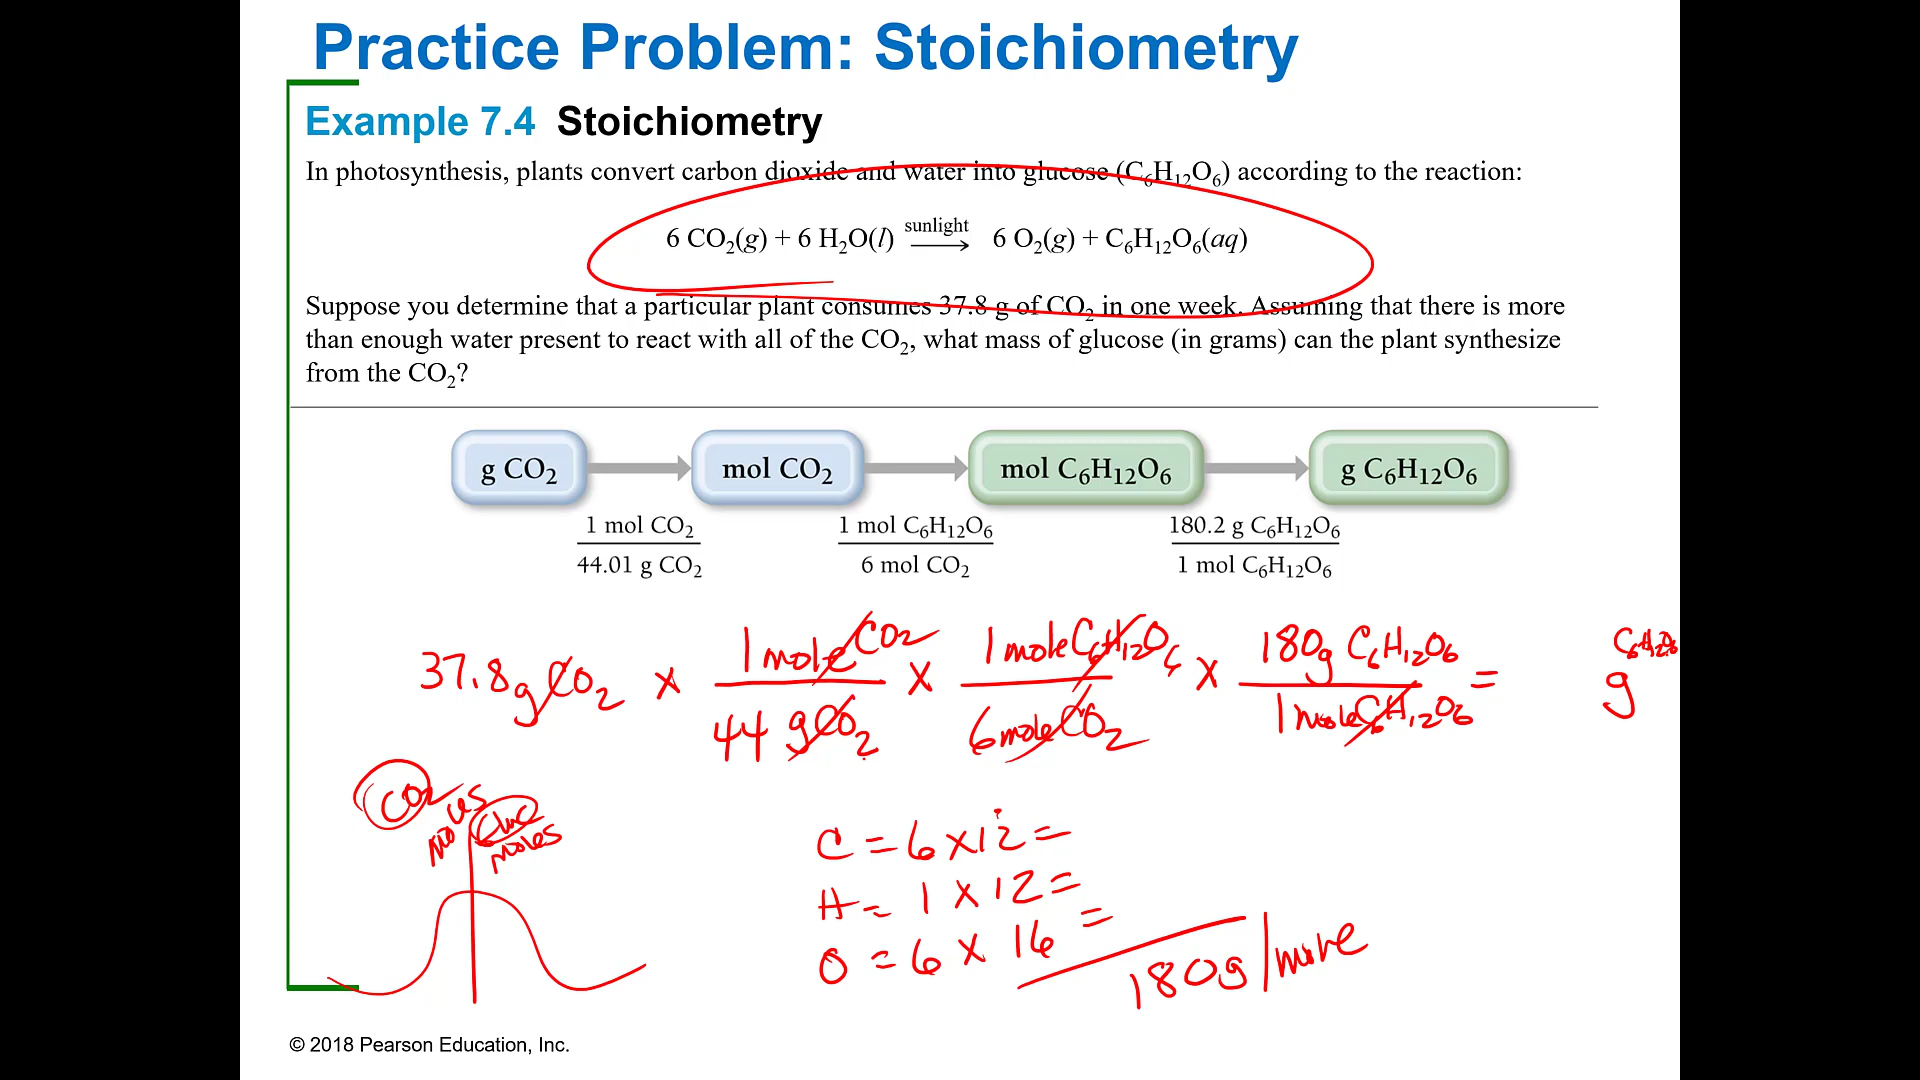 Practice Problem: Stoichiometry
Example 7.4 Stoichiometry
In photosynthesis, plants convert carbon dioxide and water into glucose (C₆H₁₂O₆) according to the reaction:
6 CO₂(g) + 6 H₂O(l) sunlight → 6 O₂(g) + C₆H₁₂O₆(aq)
Suppose you determine that a particular plant consumes 37.8 g of CO₂ in one week. Assuming that there is more
than enough water present to react with all of the CO₂, what mass of glucose (in grams) can the plant synthesize
from the CO₂?
g CO₂ → mol CO₂ → mol C₆H₁₂O₆ → g C₆H₁₂O₆
1 mol CO₂ 1 mol C₆H₁₂O₆ 180.2 g C₆H₁₂O₆
44.01 g CO₂ 6 mol CO₂ 1 mol C₆H₁₂O₆
1 mole CO₂ 1 mole C₆H₁₂O₆ 180g C₆H₁₂O₆ C₆H₁₂O₆
37.8 g CO₂ × × × = g
44 g CO₂ 6 mole CO₂ 1 mole C₆H₁₂O₆
CO₂
moles
C = 6 × 12 =
H = 1 × 12 =
O = 6 × 16 =
180g/mole
© 2018 Pearson Education, Inc.